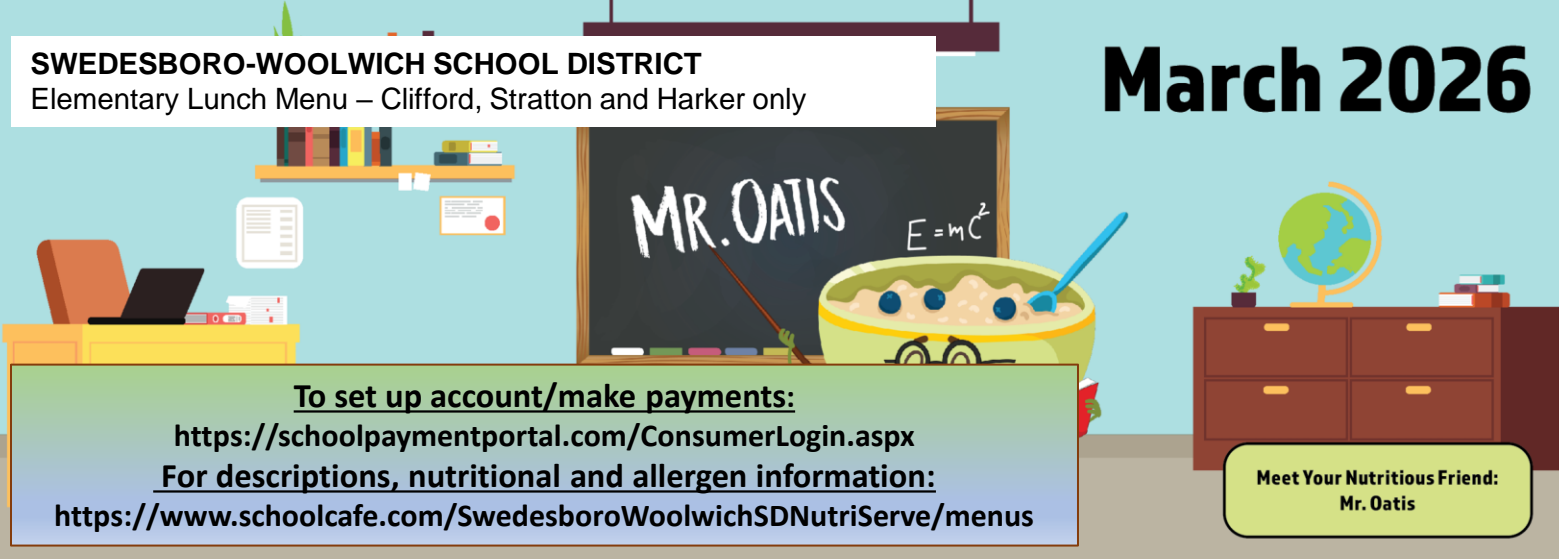 SWEDESBORO-WOOLWICH SCHOOL DISTRICT
Elementary Lunch Menu – Clifford, Stratton and Harker only
March 2026
MR. OATIS
E=mC²
To set up account/make payments:
https://schoolpaymentportal.com/ConsumerLogin.aspx
For descriptions, nutritional and allergen information:
https://www.schoolcafe.com/SwedesboroWoolwichSDNutriServe/menus
Meet Your Nutritious Friend:
Mr. Oatis